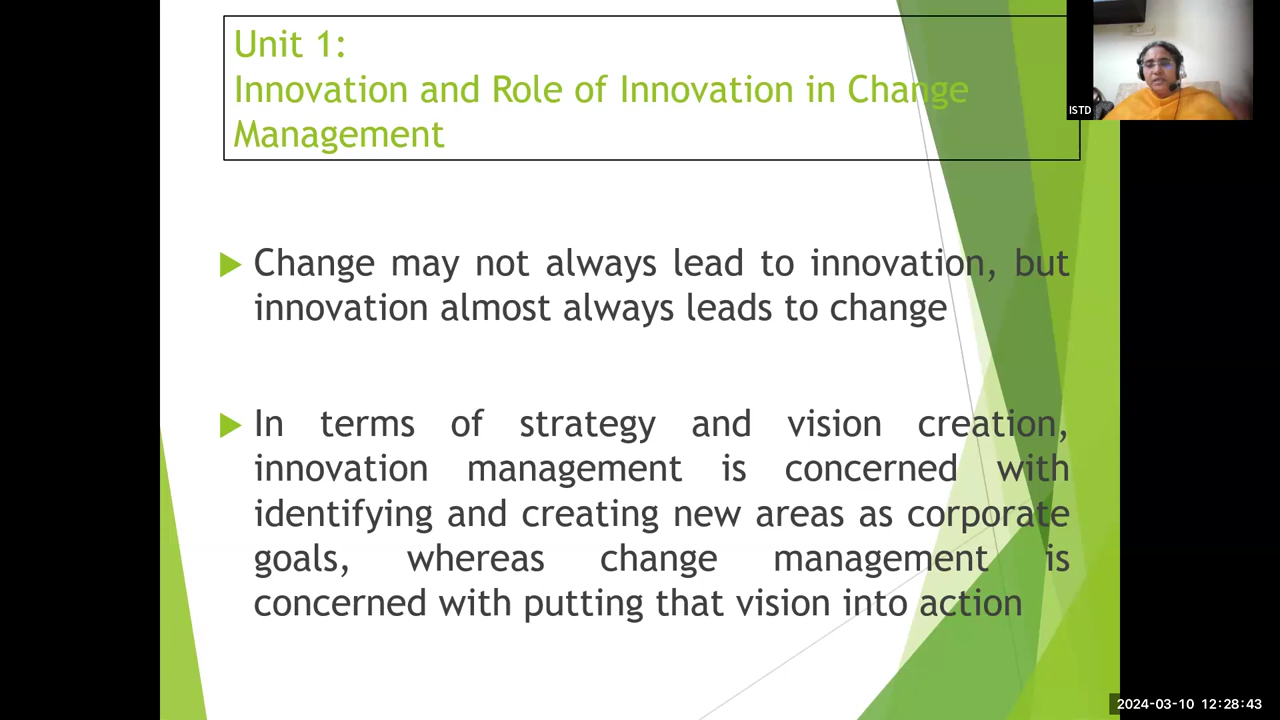 Unit 1:
Innovation and Role of Innovation in Change
Management
Change may not always lead to innovation, but
innovation almost always leads to change
In terms of strategy and vision creation,
innovation management is concerned with
identifying and creating new areas as corporate
goals, whereas change management is
concerned with putting that vision into action
ISTD
2024-03-10 12:28:43